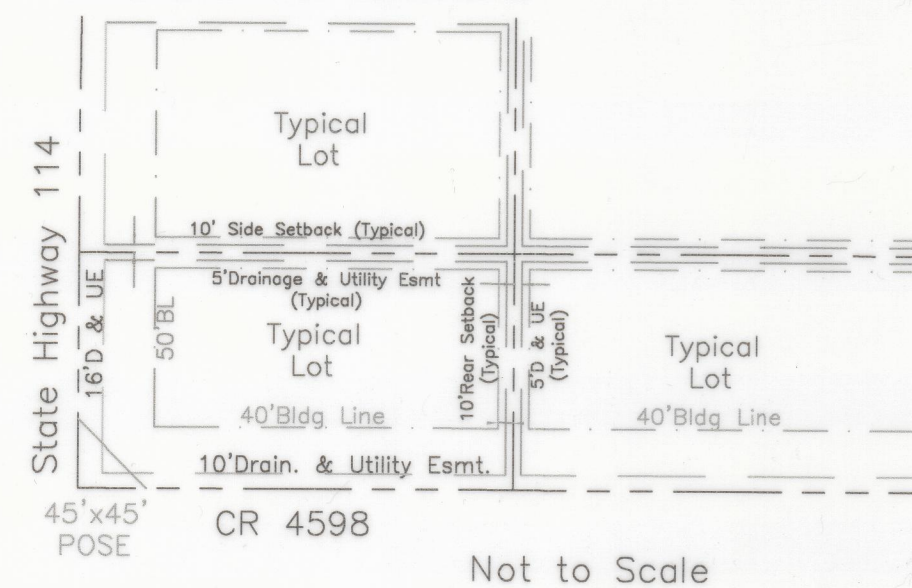 Typical
Lot
State Highway 114
10' Side Setback (Typical)
5'Drainage & Utility Esmt
(Typical)
16'D & UE
50'BL
Typical
Lot
10'Rear Setback
(Typical)
5'D & UE
(Typical)
Typical
Lot
40'Bldg Line
40'Bldg Line
10'Drain. & Utility Esmt.
45'x45'
POSE
CR 4598
Not to Scale